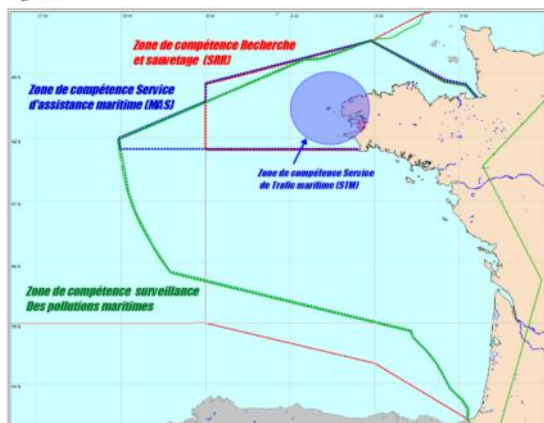 Zone de compétence Recherche
et sauvetage (SRR)
Zone de compétence Service
d'assistance maritime (MAS)
Zone de compétence Service
de Trafic maritime (STM)
Zone de compétence surveillance
Des pollutions maritimes